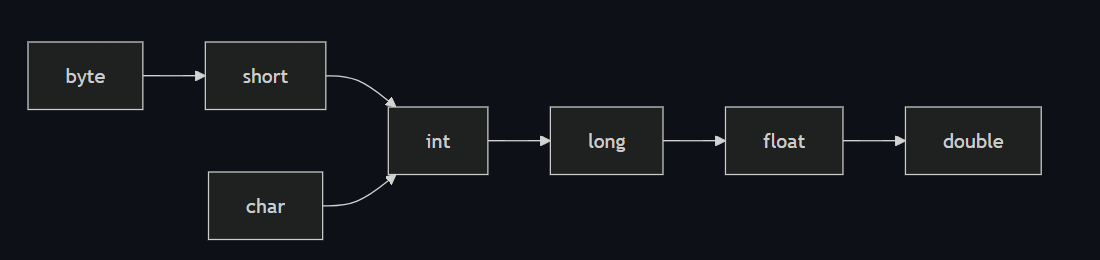 byte
short
char
int
long
float
double